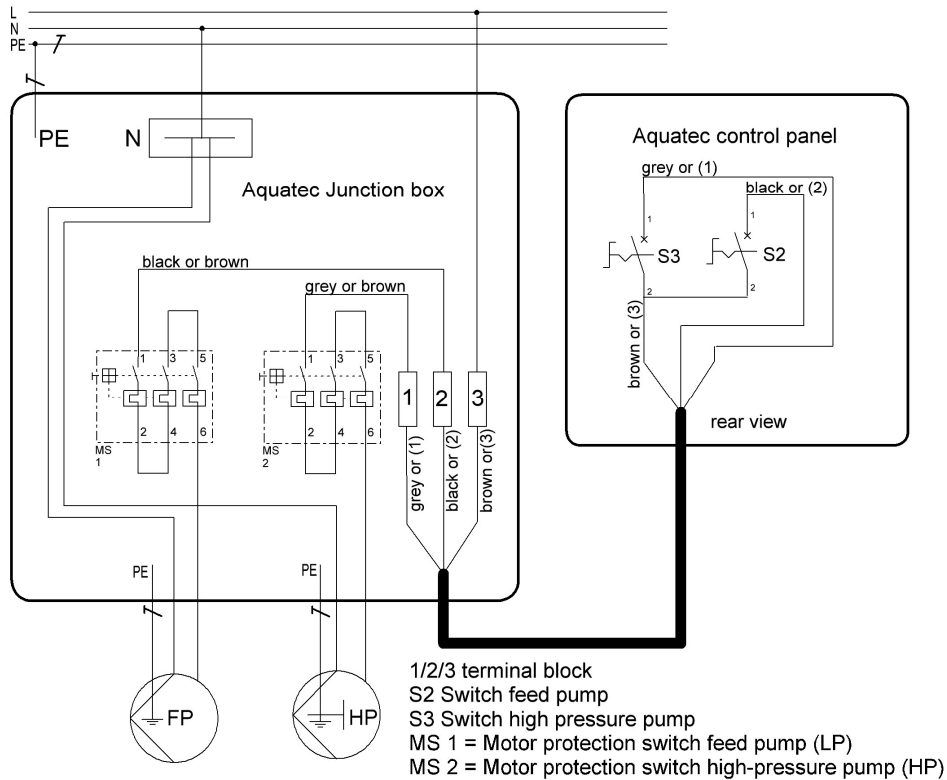 L
N
PE
PE
N
Aquatec Junction box
black or brown
grey or brown
1
3
5
2
4
6
MS
1
1
3
5
2
4
6
MS
2
1
2
3
grey or (1)
black or (2)
brown or(3)
PE
PE
FP
HP
Aquatec control panel
grey or (1)
black or (2)
1
S3
2
1
S2
2
brown or (3)
rear view
1/2/3 terminal block
S2 Switch feed pump
S3 Switch high pressure pump
MS 1 = Motor protection switch feed pump (LP)
MS 2 = Motor protection switch high-pressure pump (HP)